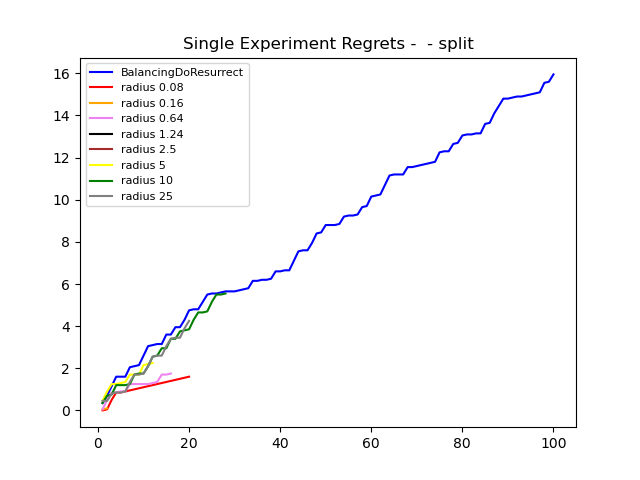 Single Experiment Regrets -  - split
BalancingDoResurrect
radius 0.08
radius 0.16
radius 0.64
radius 1.24
radius 2.5
radius 5
radius 10
radius 25
16
14
12
10
8
6
4
2
0
0 20 40 60 80 100